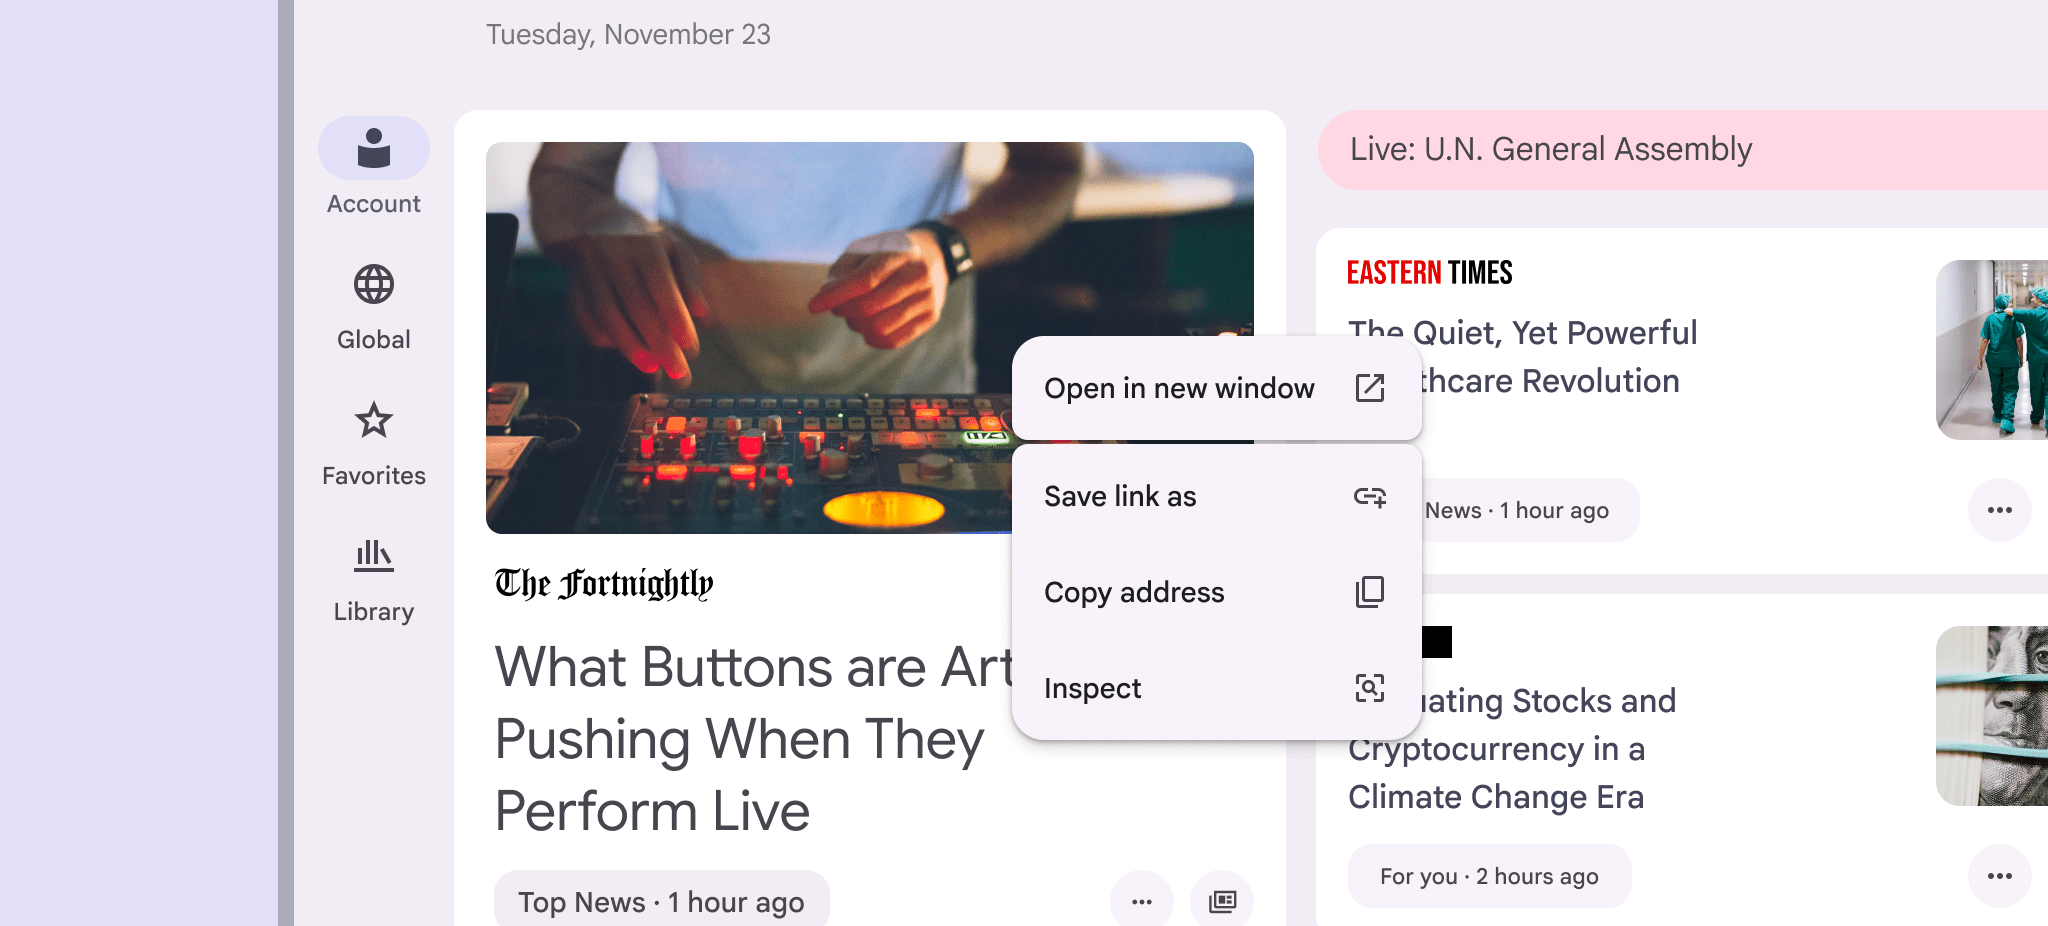 Tuesday, November 23
Account
Global
Favorites
Library
The Fortnightly
What Buttons are Art
Pushing When They
Perform Live
Top News · 1 hour ago
Open in new window
Save link as
Copy address
Inspect
Live: U.N. General Assembly
EASTERN TIMES
The Quiet, Yet Powerful
thcare Revolution
News · 1 hour ago
uating Stocks and
Cryptocurrency in a
Climate Change Era
For you · 2 hours ago